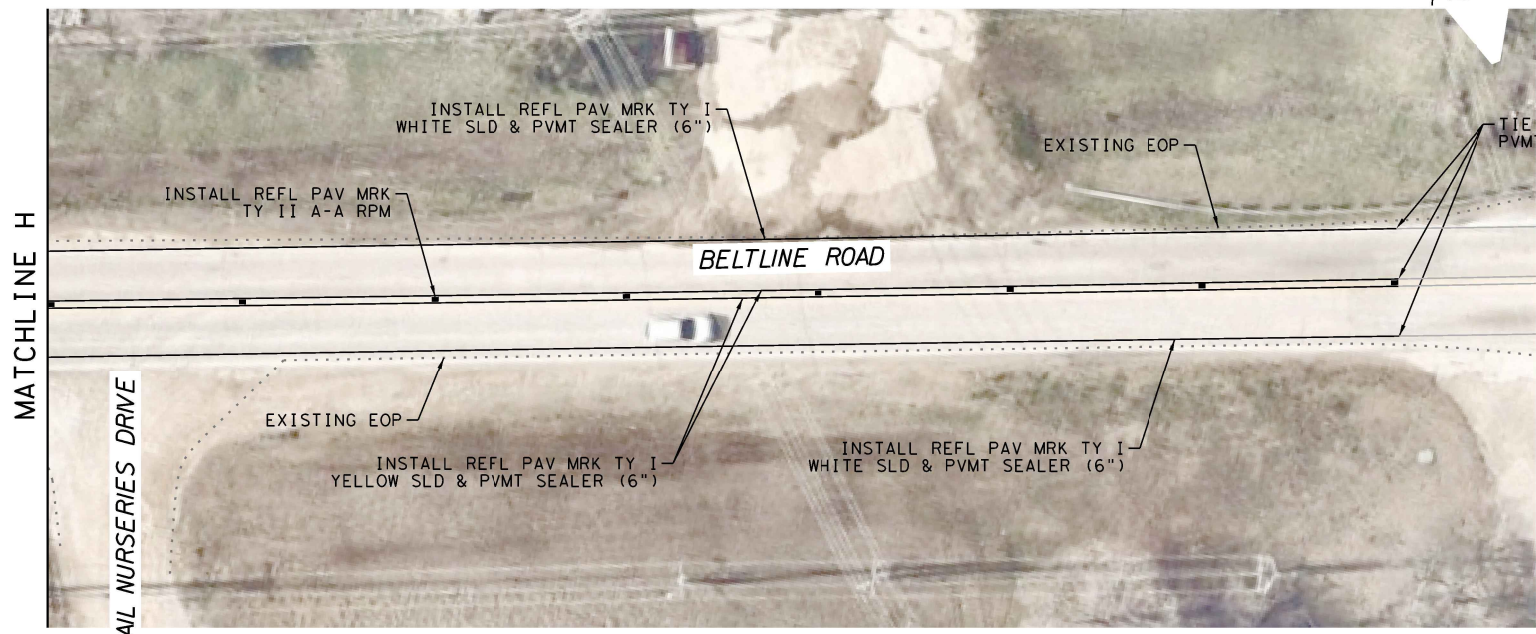 INSTALL REFL PAV MRK TY I
WHITE SLD & PVMT SEALER (6")
TIE
PVM
EXISTING EOP
INSTALL REFL PAV MRK
TY II A-A RPM
MATCHLINE H
BELTLINE ROAD
EXISTING EOP
INSTALL REFL PAV MRK TY I
YELLOW SLD & PVMT SEALER (6")
INSTALL REFL PAV MRK TY I
WHITE SLD & PVMT SEALER (6")
AIL NURSERIES DRIVE